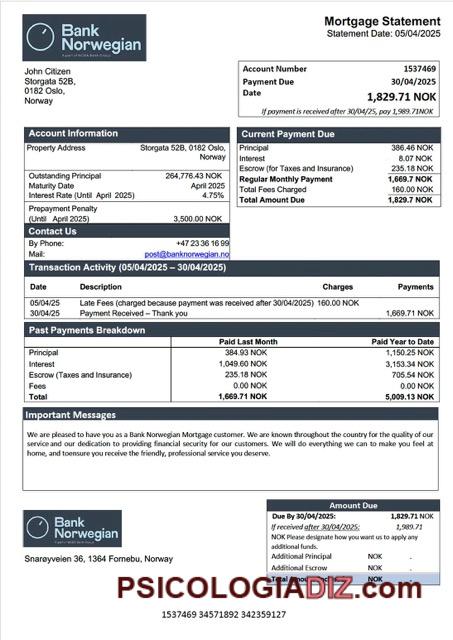 Bank
Norwegian
Mortgage Statement
Statement Date: 05/04/2025
John Citizen
Storgata 52B,
0182 Oslo,
Norway
Account Number 1537469
Payment Due 30/04/2025
Date 1,829.71 NOK
If payment is received after 30/04/25, pay 1,989.71NOK
Account Information
Property Address Storgata 52B, 0182 Oslo,
Norway
Outstanding Principal 264,776.43 NOK
Maturity Date April 2025
Interest Rate (Until April 2025) 4.75%
Prepayment Penalty
(Until April 2025) 3,500.00 NOK
Current Payment Due
Principal 386.46 NOK
Interest 8.07 NOK
Escrow (for Taxes and Insurance) 235.18 NOK
Regular Monthly Payment 1,669.7 NOK
Total Fees Charged 160.00 NOK
Total Amount Due 1,829.7 NOK
Contact Us
By Phone: +47 23 36 16 99
Mail: post@banknorwegian.no
Transaction Activity (05/04/2025 – 30/04/2025)
Date Description Charges Payments
05/04/25 Late Fees (charged because payment was received after 30/04/2025) 160.00 NOK
30/04/25 Payment Received – Thank you 1,669.71 NOK
Past Payments Breakdown
Paid Last Month Paid Year to Date
Principal 384.93 NOK 1,150.25 NOK
Interest 1,049.60 NOK 3,153.34 NOK
Escrow (Taxes and Insurance) 235.18 NOK 705.54 NOK
Fees 0.00 NOK 0.00 NOK
Total 1,669.71 NOK 5,009.13 NOK
Important Messages
We are pleased to have you as a Bank Norwegian Mortgage customer. We are known throughout the country for the quality of our
service and our dedication to providing financial security for our customers. We will do everything we can to make you feel at
home, and toensure you receive the friendly, professional service you deserve.
Bank
Norwegian
Snarøyveien 36, 1364 Fornebu, Norway
Amount Due
Due By 30/04/2025: 1,829.71 NOK
If received after 30/04/2025: 1,989.71
NOK Please designate how you want us to apply any
additional funds.
Additional Principal NOK .
Additional Escrow NOK .
Total Amount NOK
PSICOLOGIADIZ.com
1537469 34571892 342359127